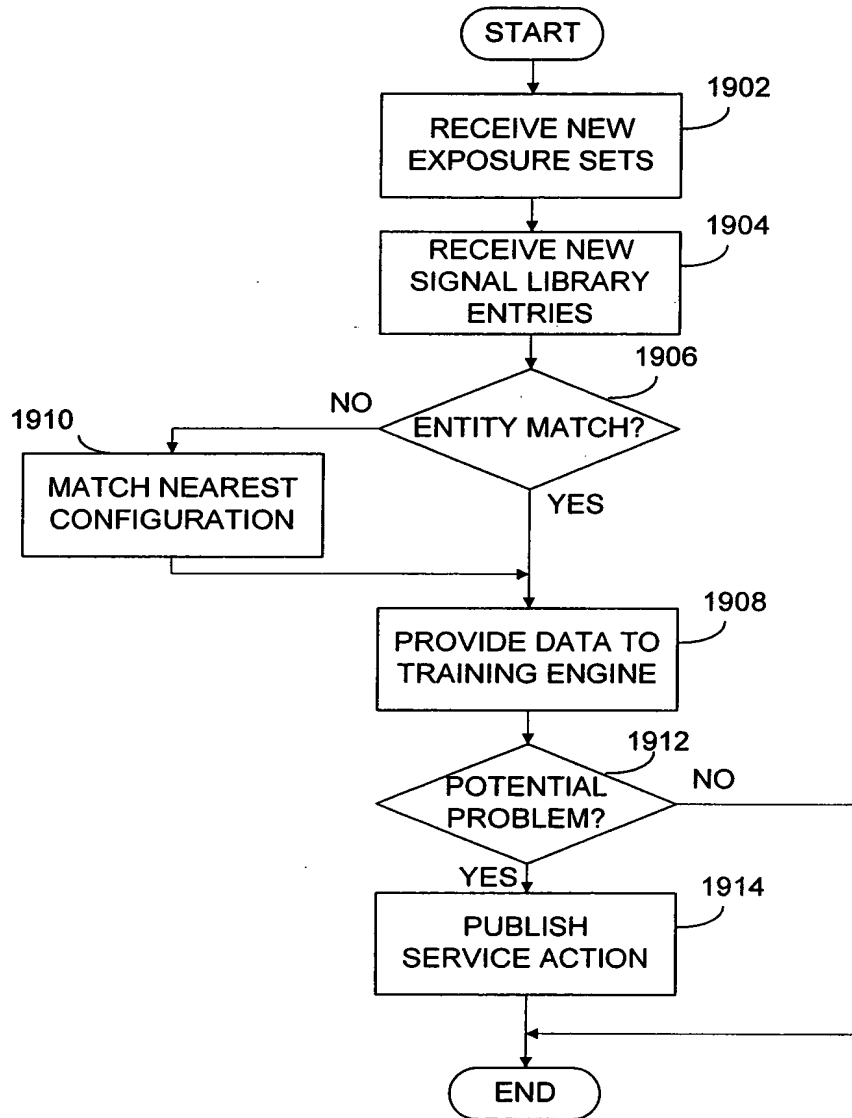 START
1902
RECEIVE NEW
EXPOSURE SETS
1904
RECEIVE NEW
SIGNAL LIBRARY
ENTRIES
1906
ENTITY MATCH?
NO
1910
MATCH NEAREST
CONFIGURATION
YES
1908
PROVIDE DATA TO
TRAINING ENGINE
1912
POTENTIAL
PROBLEM?
NO
YES
1914
PUBLISH
SERVICE ACTION
END